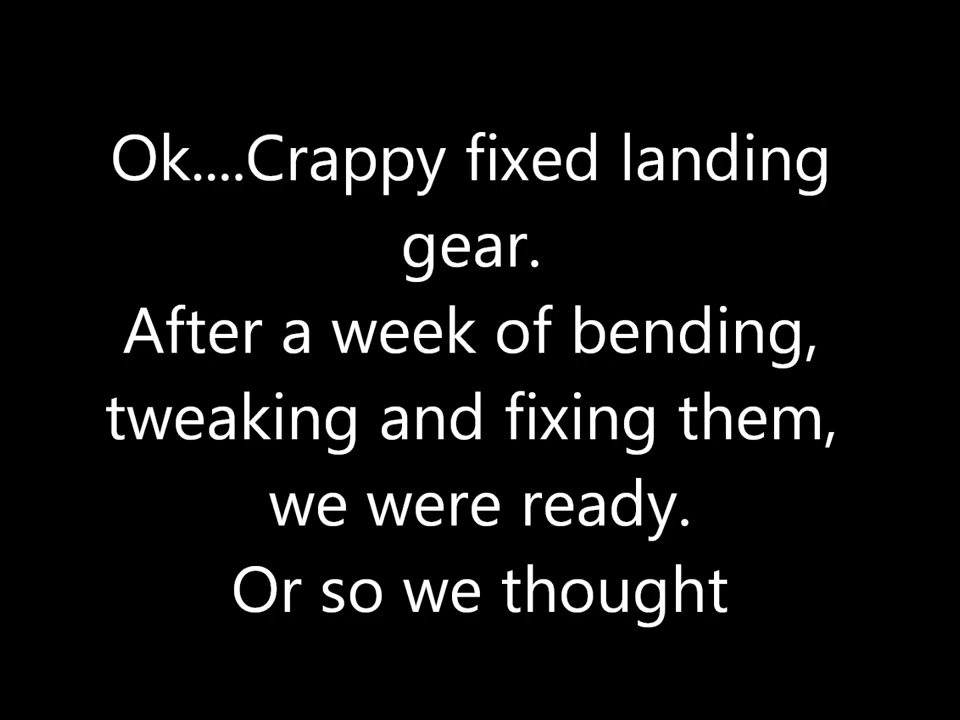 Ok....Crappy fixed landing
gear.
After a week of bending,
tweaking and fixing them,
we were ready.
Or so we thought